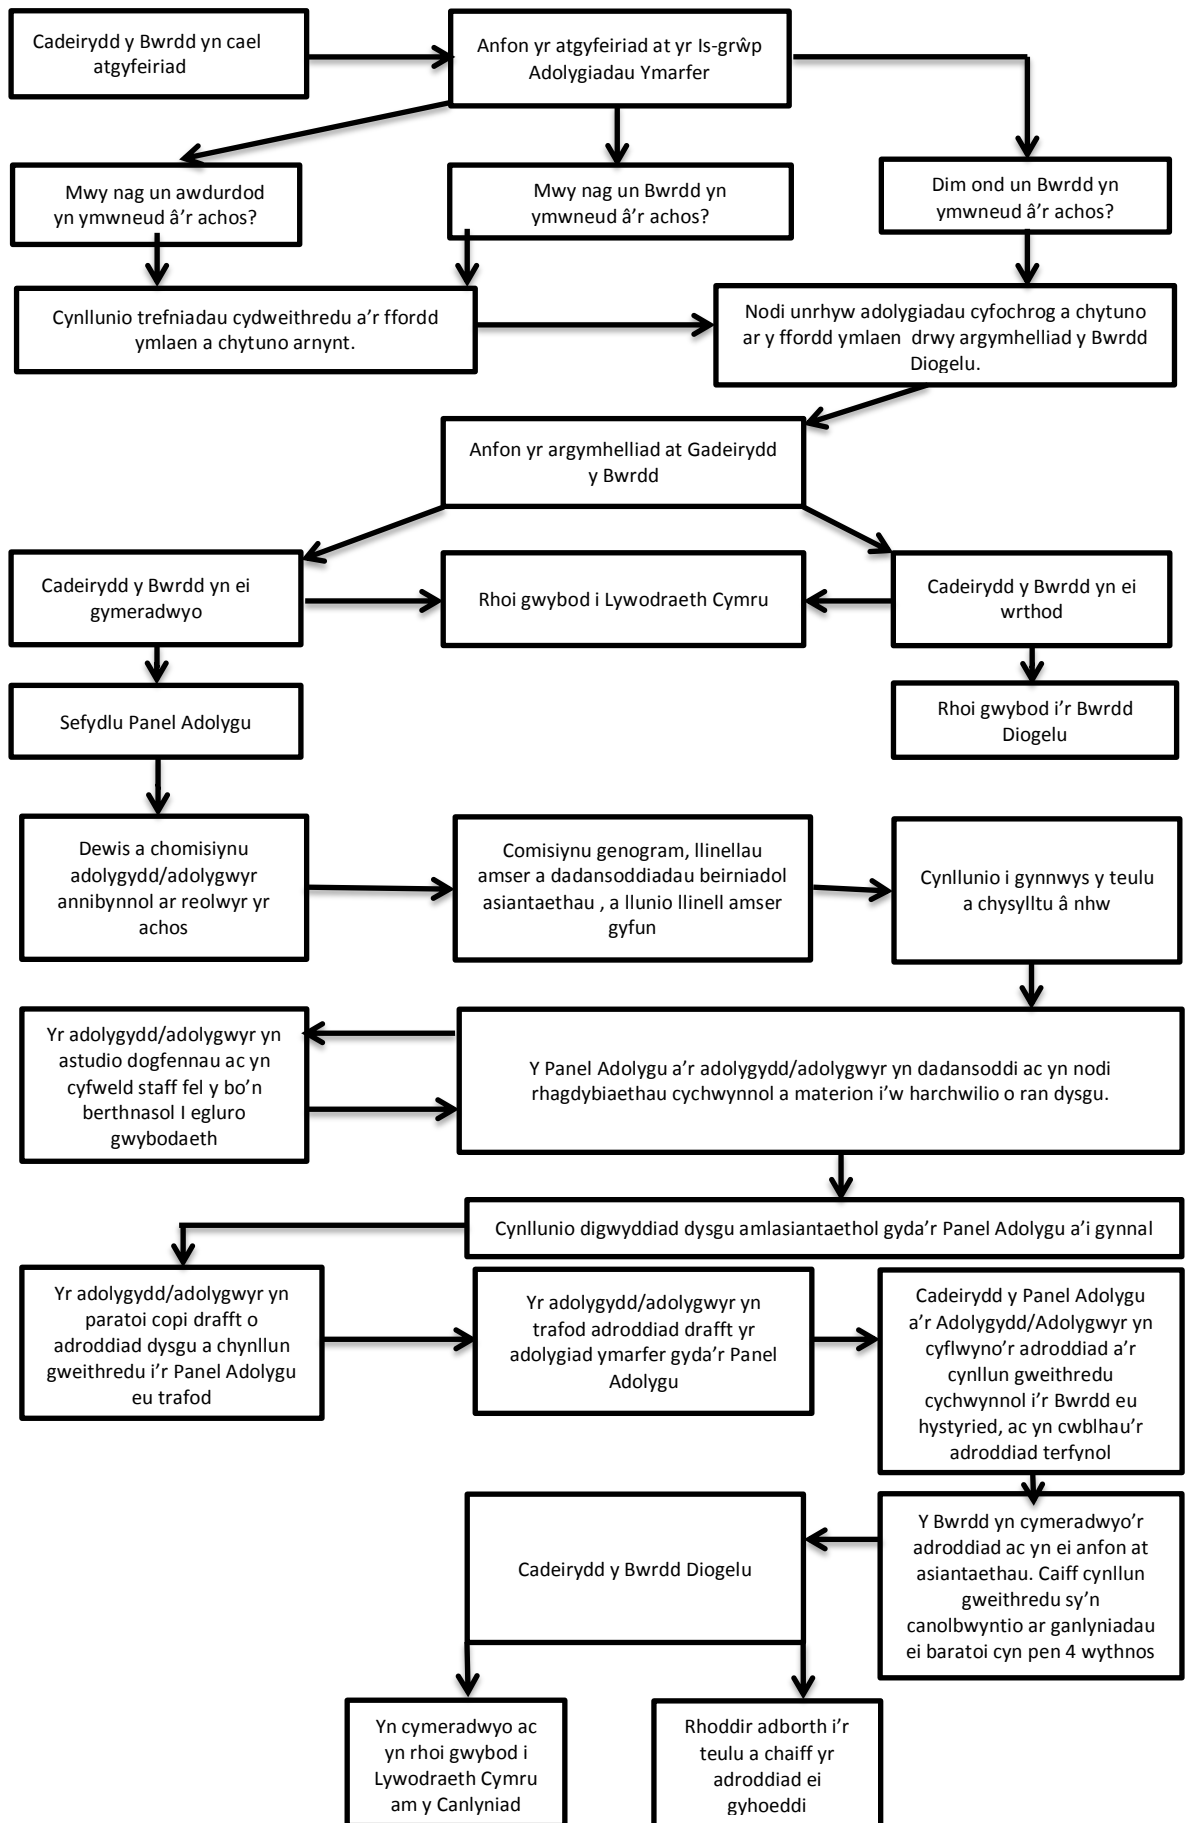 Cadeirydd y Bwrdd yn cael
atgyfeiriad
Anfon yr atgyfeiriad at yr Is-grŵp
Adolygiadau Ymarfer
Mwy nag un awdurdod
yn ymwneud â’r achos?
Mwy nag un Bwrdd yn
ymwneud â’r achos?
Dim ond un Bwrdd yn
ymwneud â’r achos?
Cynllunio trefniadau cydweithredu a’r ffordd
ymlaen a chytuno arnynt.
Nodi unrhyw adolygiadau cyfochrog a chytuno
ar y ffordd ymlaen drwy argymhelliad y Bwrdd
Diogelu.
Anfon yr argymhelliad at Gadeirydd
y Bwrdd
Cadeirydd y Bwrdd yn ei
gymeradwyo
Rhoi gwybod i Lywodraeth Cymru
Cadeirydd y Bwrdd yn ei
wrthod
Sefydlu Panel Adolygu
Rhoi gwybod i’r Bwrdd
Diogelu
Dewis a chomisiynu
adolygydd/adolygwyr
annibynnol ar reolwyr yr
achos
Comisiynu genogram, llinellau
amser a dadansoddiadau beirniadol
asiantaethau , a llunio llinell amser
gyfun
Cynllunio i gynnwys y teulu
a chysylltu â nhw
Yr adolygydd/adolygwyr yn
astudio dogfennau ac yn
cyfweld staff fel y bo’n
berthnasol I egluro
gwybodaeth
Y Panel Adolygu a’r adolygydd/adolygwyr yn dadansoddi ac yn nodi
rhagdybiaethau cychwynnol a materion i’w harchwilio o ran dysgu.
Cynllunio digwyddiad dysgu amlasiantaethol gyda’r Panel Adolygu a’i gynnal
Yr adolygydd/adolygwyr yn
paratoi copi drafft o
adroddiad dysgu a chynllun
gweithredu i’r Panel Adolygu
eu trafod
Yr adolygydd/adolygwyr yn
trafod adroddiad drafft yr
adolygiad ymarfer gyda’r Panel
Adolygu
Cadeirydd y Panel Adolygu
a’r Adolygydd/Adolygwyr yn
cyflwyno’r adroddiad a’r
cynllun gweithredu
cychwynnol i’r Bwrdd eu
hystyried, ac yn cwblhau’r
adroddiad terfynol
Cadeirydd y Bwrdd Diogelu
Y Bwrdd yn cymeradwyo’r
adroddiad ac yn ei anfon at
asiantaethau. Caiff cynllun
gweithredu sy’n
canolbwyntio ar ganlyniadau
ei baratoi cyn pen 4 wythnos
Yn cymeradwyo ac
yn rhoi gwybod i
Lywodraeth Cymru
am y Canlyniad
Rhoddir adborth i’r
teulu a chaiff yr
adroddiad ei
gyhoeddi